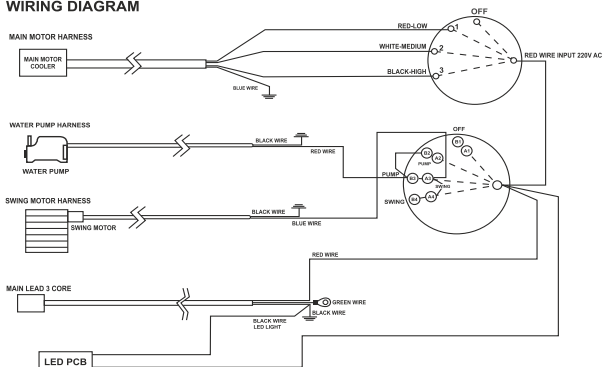 WIRING DIAGRAM
OFF
RED-LOW
1
MAIN MOTOR HARNESS
WHITE-MEDIUM
2
MAIN MOTOR
COOLER
RED WIRE INPUT 220V AC
BLACK-HIGH
3
BLUE WIRE
WATER PUMP HARNESS
OFF
BLACK WIRE
B1
RED WIRE
B2
A1
A2
PUMP
WATER PUMP
PUMP
B3
A3
SWING
SWING MOTOR HARNESS
A4
SWING
B4
BLACK WIRE
BLUE WIRE
SWING MOTOR
RED WIRE
MAIN LEAD 3 CORE
GREEN WIRE
BLACK WIRE
BLACK WIRE
LED LIGHT
LED PCB